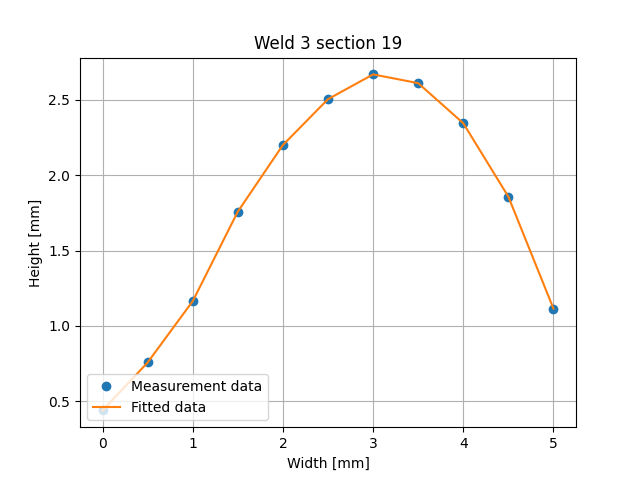 Weld 3 section 19
Height [mm]
2.5
2.0
1.5
1.0
0.5
Measurement data
Fitted data
0 1 2 3 4 5
Width [mm]